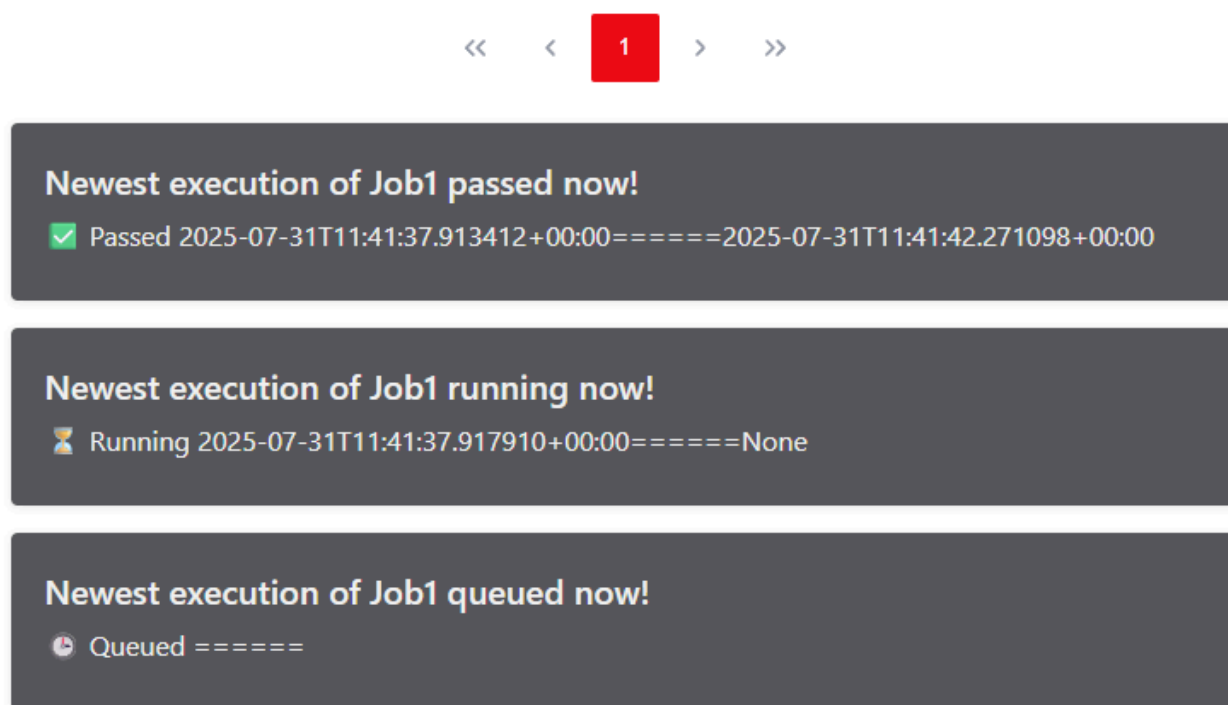 << < 1 > >>
Newest execution of Job1 passed now!
✅ Passed 2025-07-31T11:41:37.913412+00:00======2025-07-31T11:41:42.271098+00:00
Newest execution of Job1 running now!
⏳ Running 2025-07-31T11:41:37.917910+00:00======None
Newest execution of Job1 queued now!
🕒 Queued ======